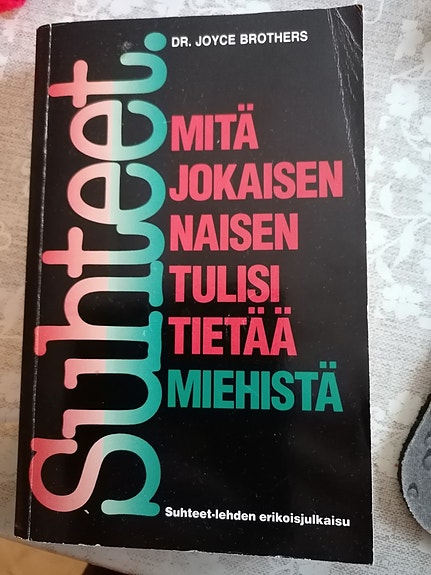 DR. JOYCE BROTHERS
Suhteet.
MITÄ
JOKAISEN
NAISEN
TULISI
TIETÄÄ
MIEHISTÄ
Suhteet-lehden erikoisjulkaisu